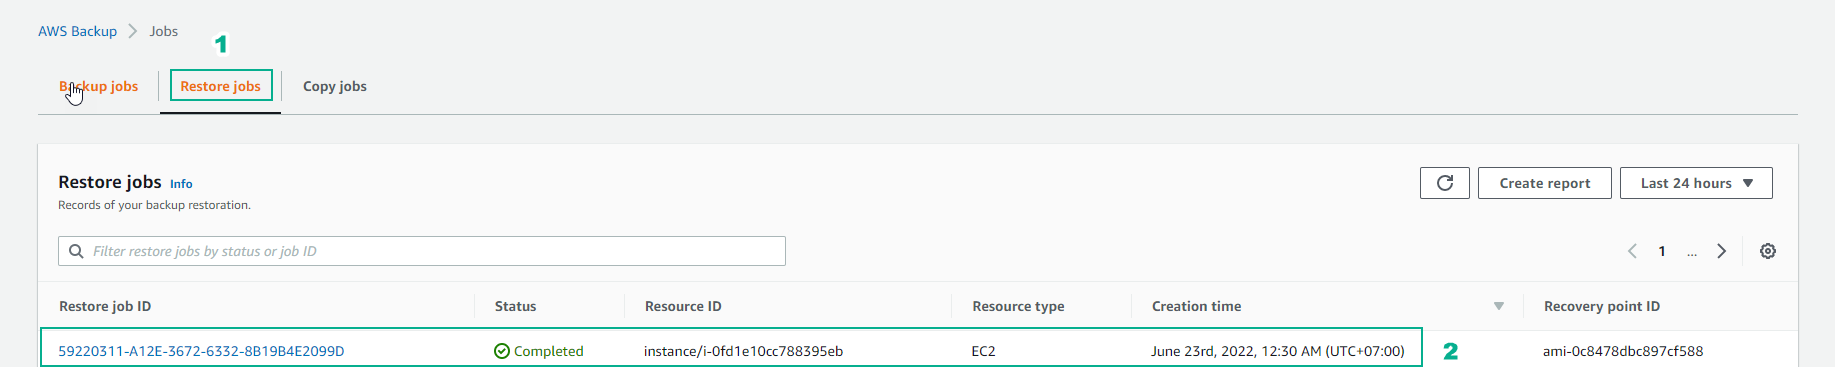 AWS Backup > Jobs
1
Backup jobs Restore jobs Copy jobs
Restore jobs Info
Records of your backup restoration.
Create report Last 24 hours
Filter restore jobs by status or job ID
1 ...
Restore job ID Status Resource ID Resource type Creation time Recovery point ID
59220311-A12E-3672-6332-8B19B4E2099D Completed instance/i-0fd1e10cc788395eb EC2 June 23rd, 2022, 12:30 AM (UTC+07:00) 2 ami-0c8478dbc897cf588